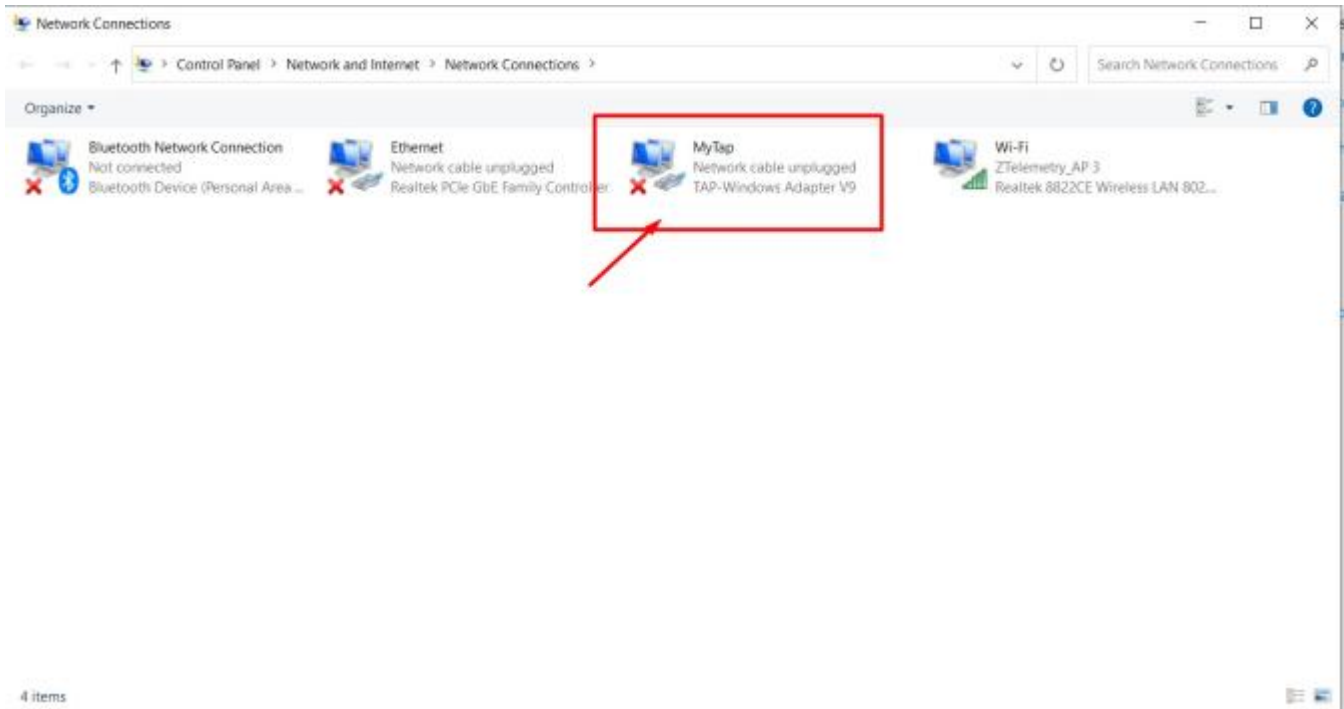 Network Connections
Control Panel > Network and Internet > Network Connections >
Search Network Connections
Organize
Bluetooth Network Connection
Not connected
Bluetooth Device (Personal Area ...
Ethernet
Network cable unplugged
Realtek PCIe GbE Family Controller
MyTap
Network cable unplugged
TAP-Windows Adapter V9
Wi-Fi
ZTelemetry_AP 3
Realtek 8822CE Wireless LAN 802....
4 items